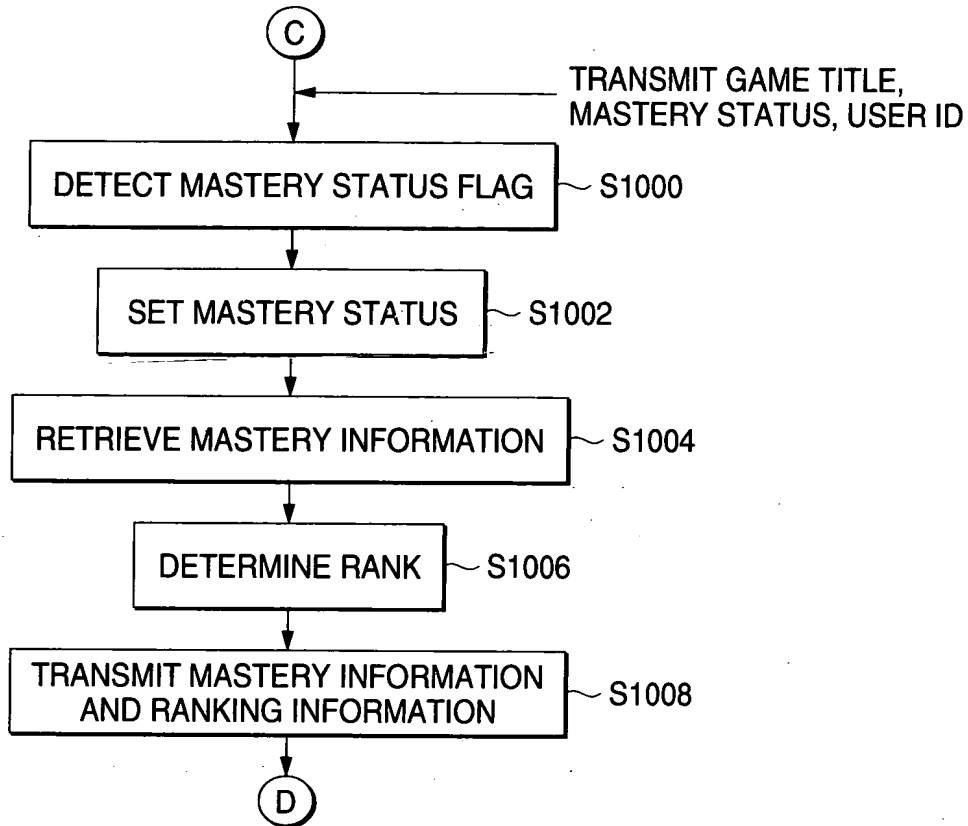 C
TRANSMIT GAME TITLE,
MASTERY STATUS, USER ID
DETECT MASTERY STATUS FLAG
S1000
SET MASTERY STATUS
S1002
RETRIEVE MASTERY INFORMATION
S1004
DETERMINE RANK
S1006
TRANSMIT MASTERY INFORMATION
AND RANKING INFORMATION
S1008
D